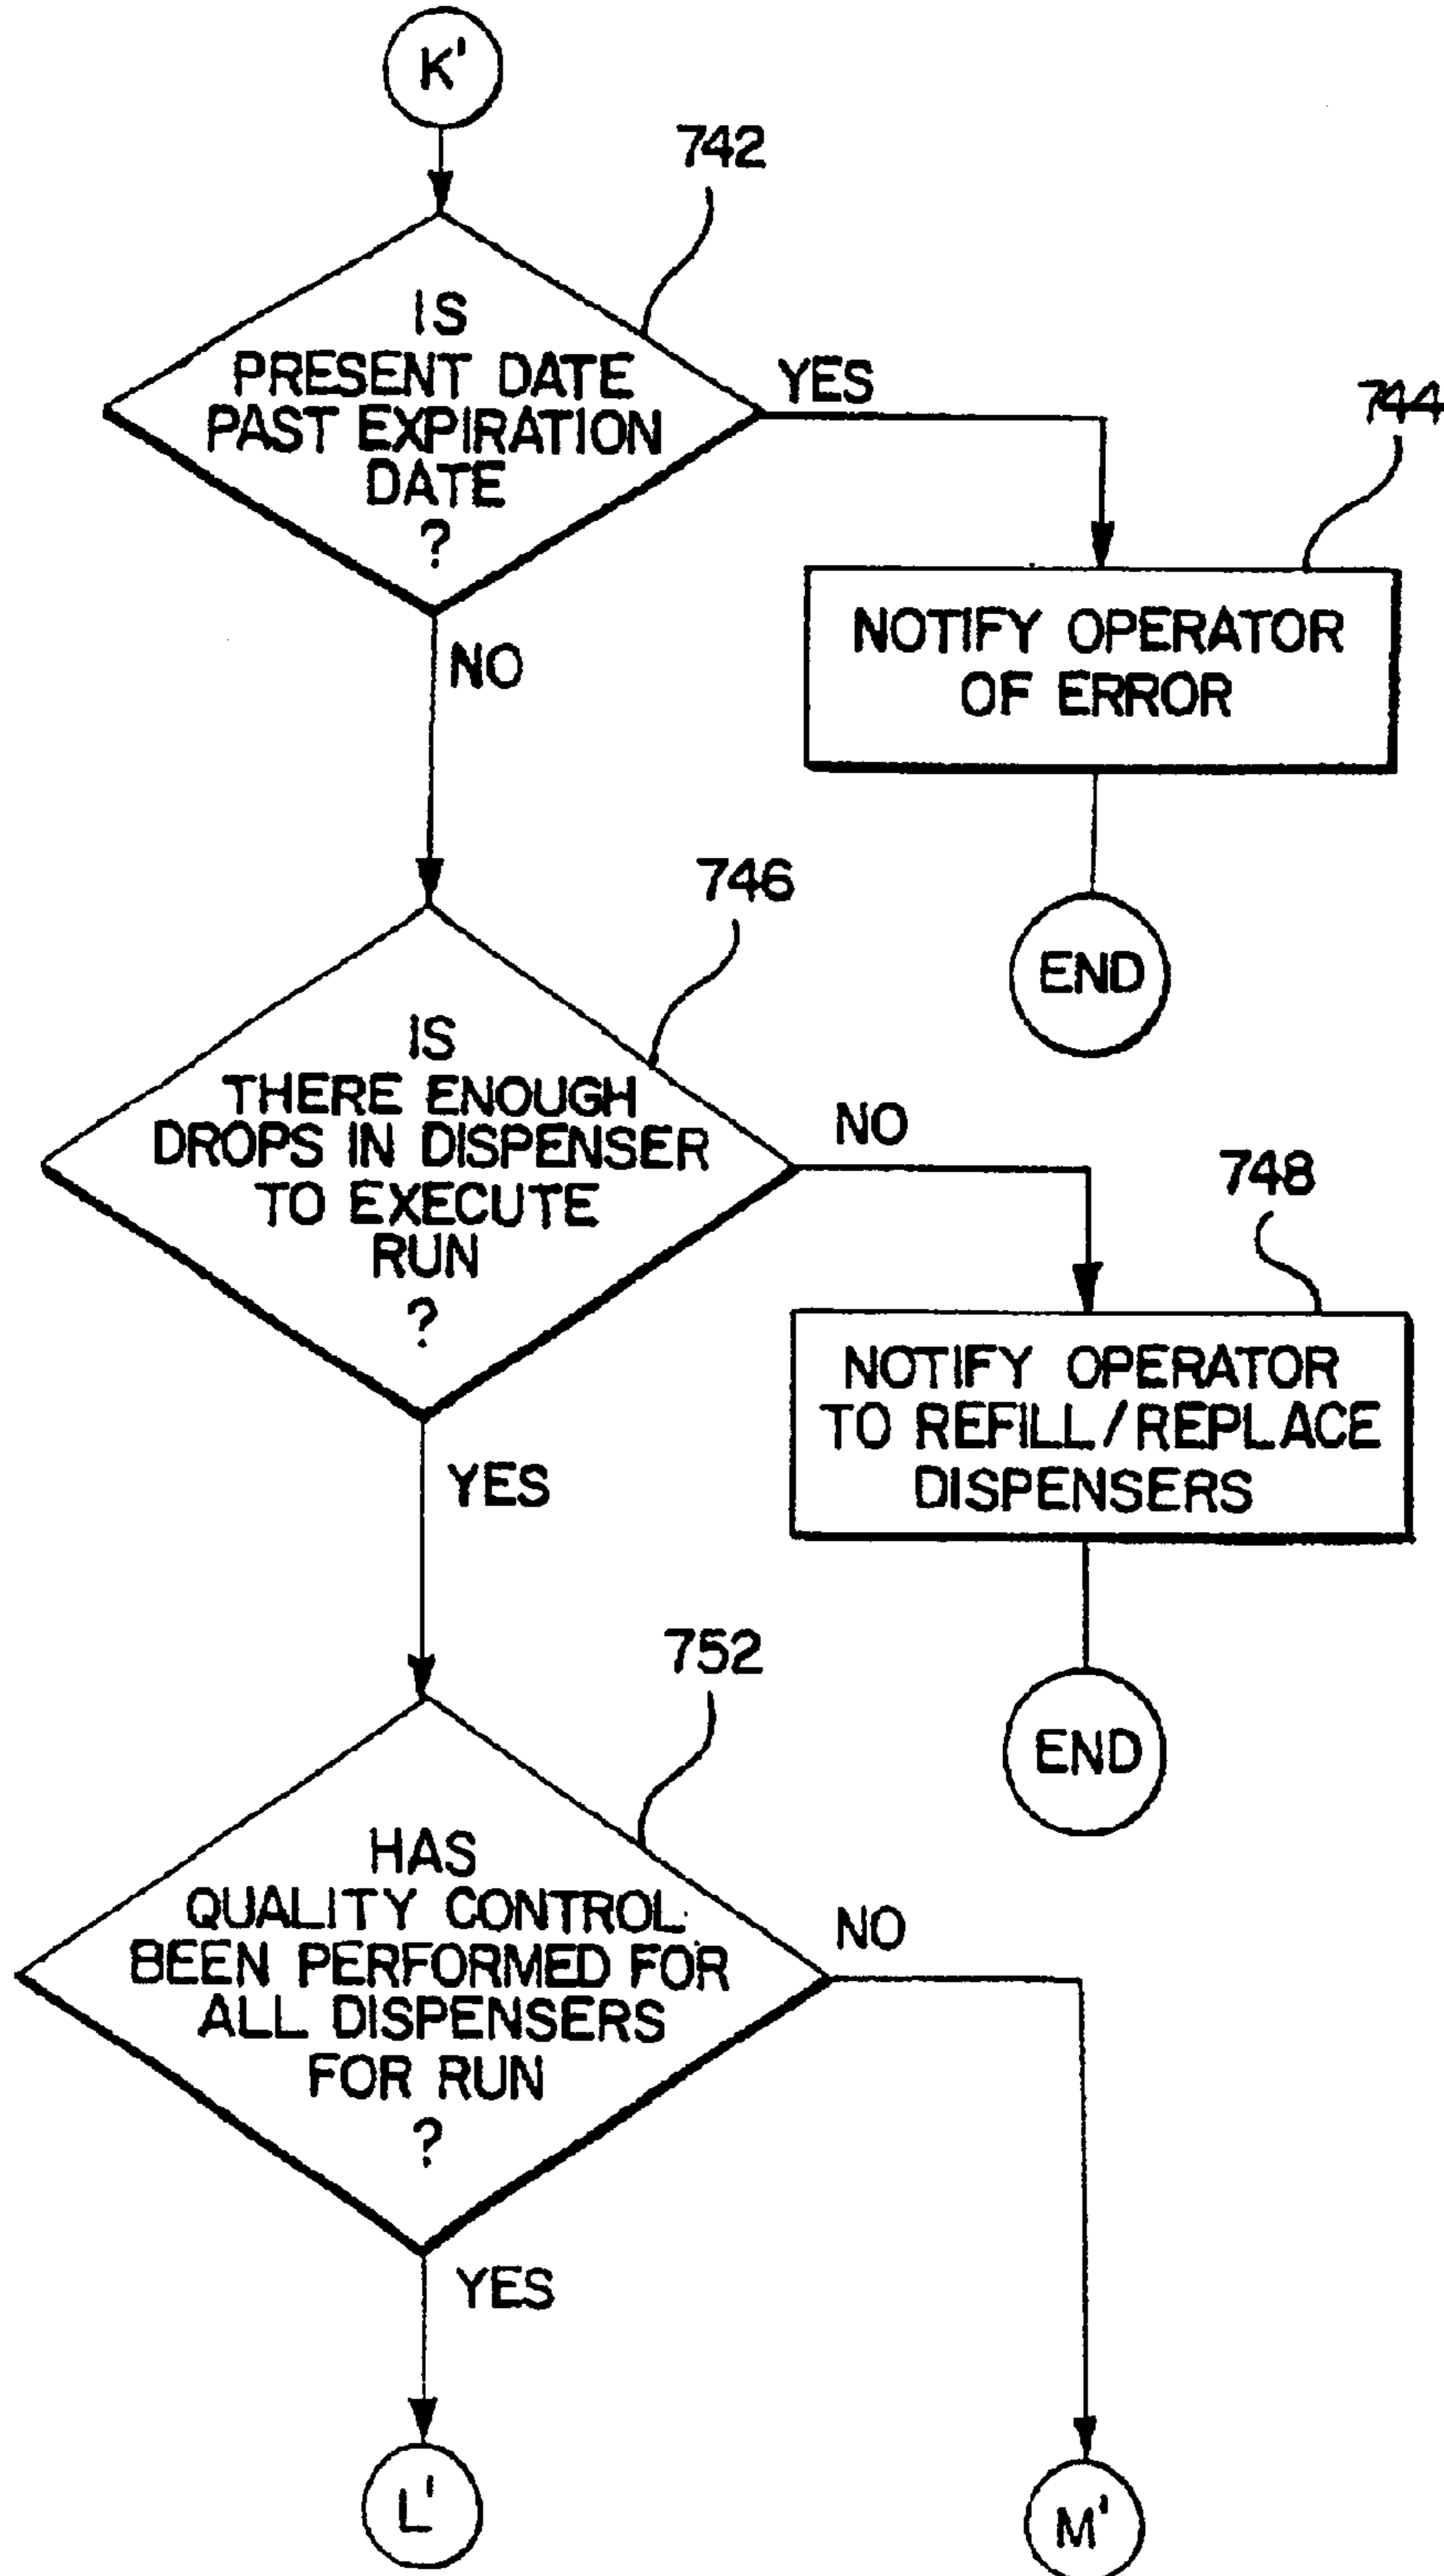 K'
742
IS
PRESENT DATE
PAST EXPIRATION
DATE
?
YES
744
NOTIFY OPERATOR
OF ERROR
NO
END
746
IS
THERE ENOUGH
DROPS IN DISPENSER
TO EXECUTE
RUN
?
NO
748
NOTIFY OPERATOR
TO REFILL/REPLACE
DISPENSERS
YES
END
752
HAS
QUALITY CONTROL
BEEN PERFORMED FOR
ALL DISPENSERS
FOR RUN
?
NO
YES
L'
M'